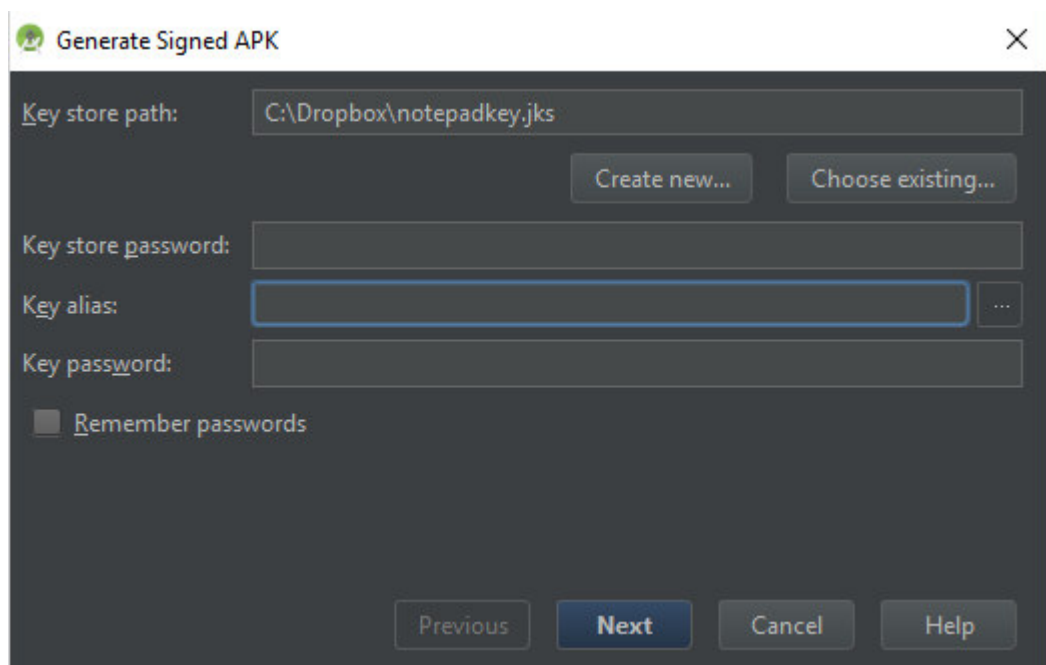 Generate Signed APK
Key store path: C:\Dropbox\notepadkey.jks
Create new... Choose existing...
Key store password:
Key alias: ...
Key password:
Remember passwords
Previous Next Cancel Help